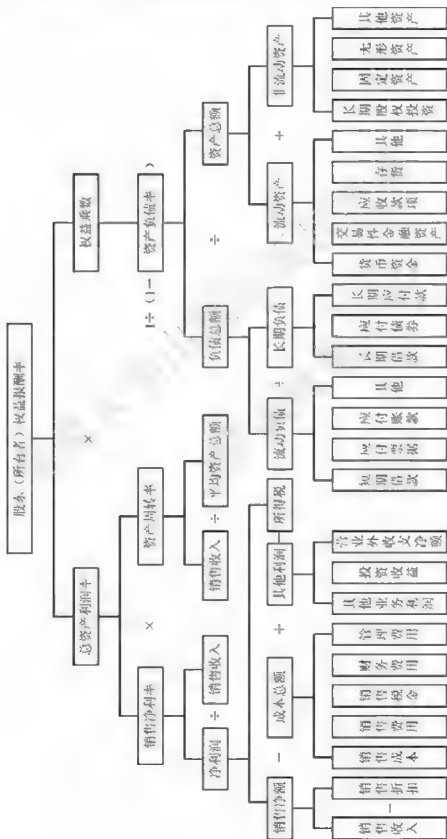 股东（所有者）权益报酬率
总资产利润率
×
权益乘数
销售净利率
×
资产周转率
1÷（1—
资产负债率
）
净利润
÷
销售收入
销售收入
÷
平均资产总额
负债总额
÷
资产总额
销售净额
—
成本总额
+
其他利润
所得税
流动负债
+
长期负债
流动资产
+
非流动资产
销售收入
—
销售折扣
销售成本
销售费用
销售税金
财务费用
管理费用
其他业务利润
投资收益
营业外收支净额
短期借款
应付票据
应付账款
其他
长期借款
应付债券
长期应付款
货币资金
交易性金融资产
应收款项
存货
其他
长期股权投资
固定资产
无形资产
其他资产